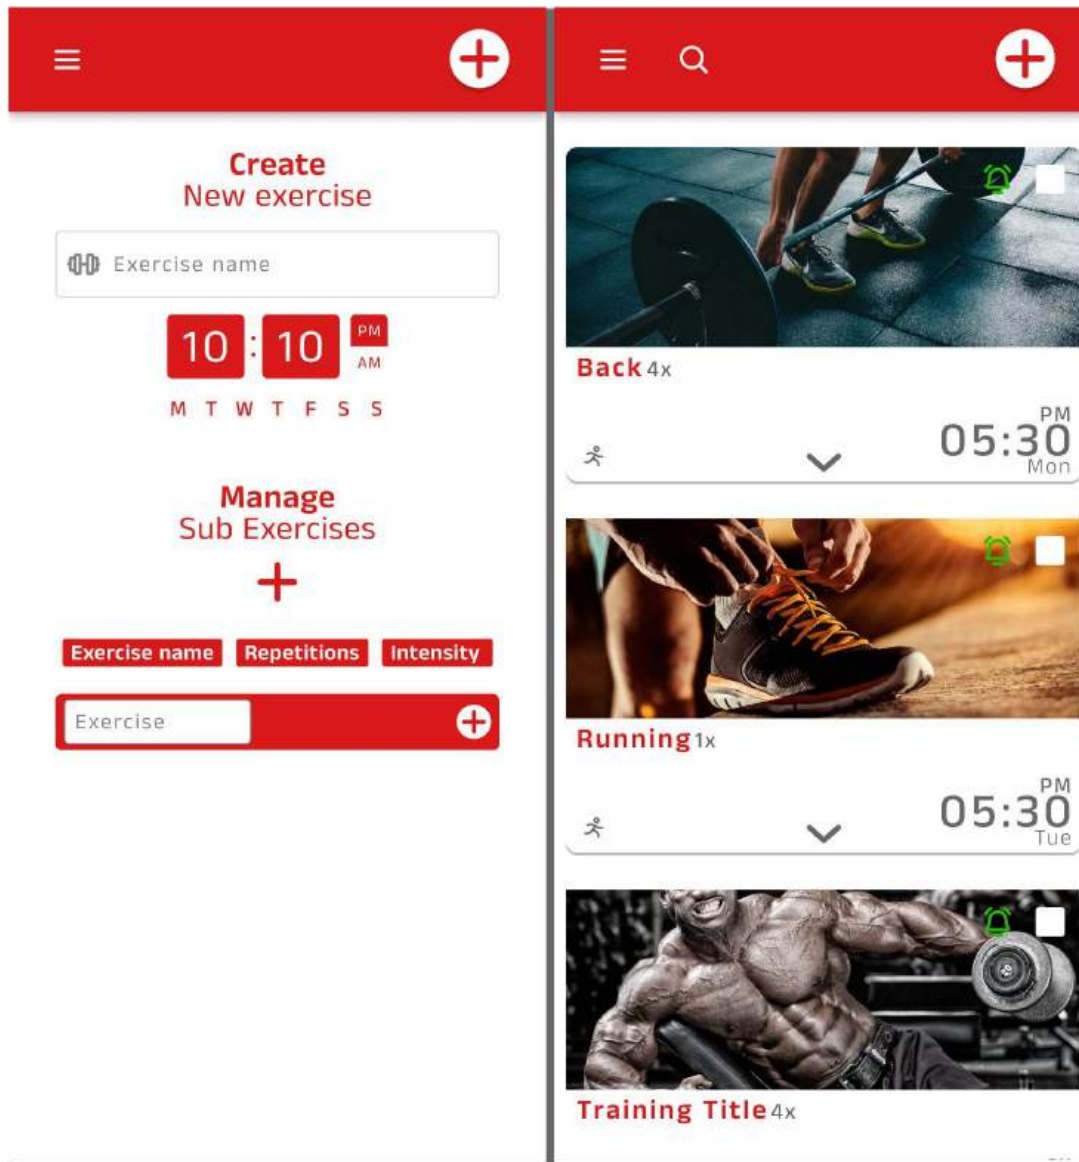 Create
New exercise
Exercise name
10 : 10 PM
AM
M T W T F S S
Manage
Sub Exercises
Exercise name Repetitions Intensity
Exercise
Back 4x
05:30 PM
Mon
Running 1x
05:30 PM
Tue
Training Title 4x